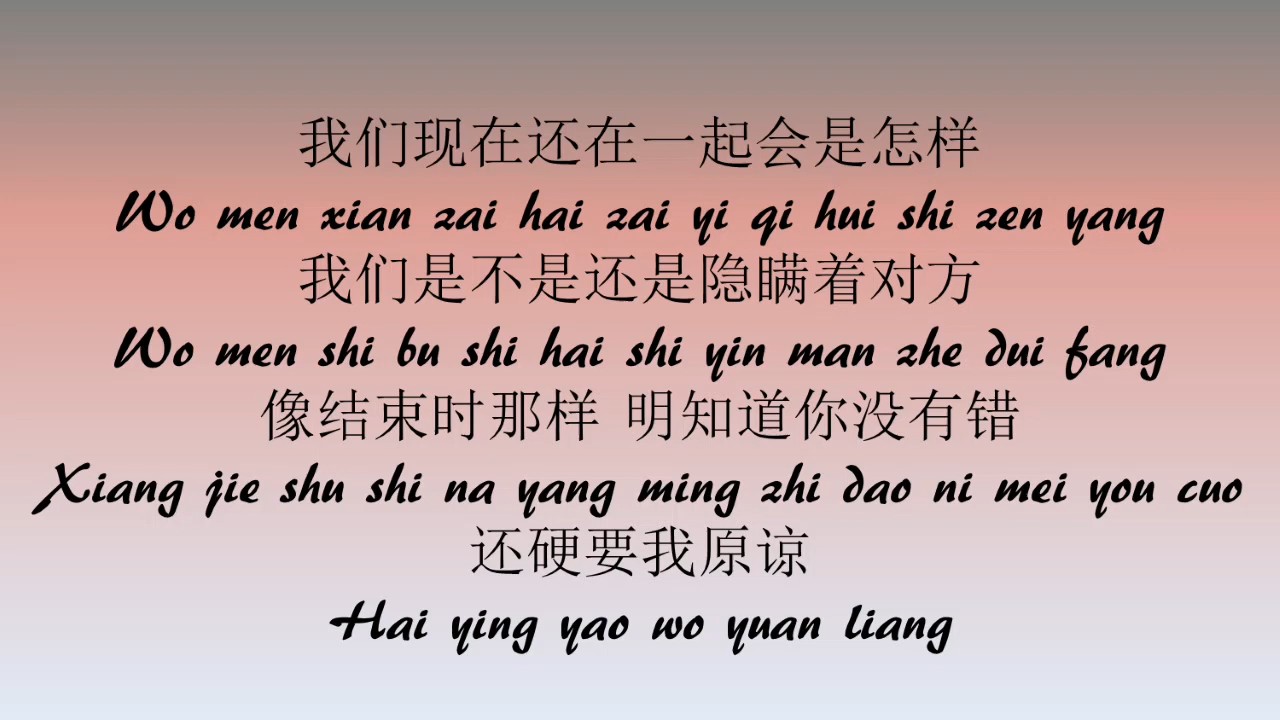 我们现在还在一起会是怎样
Wo men xian zai hai zai yi qi hui shi zen yang
我们是不是还是隐瞒着对方
Wo men shi bu shi hai shi yin man zhe dui fang
像结束时那样 明知道你没有错
Xiang jie shu shi na yang ming zhi dao ni mei you cuo
还硬要我原谅
Hai ying yao wo yuan liang